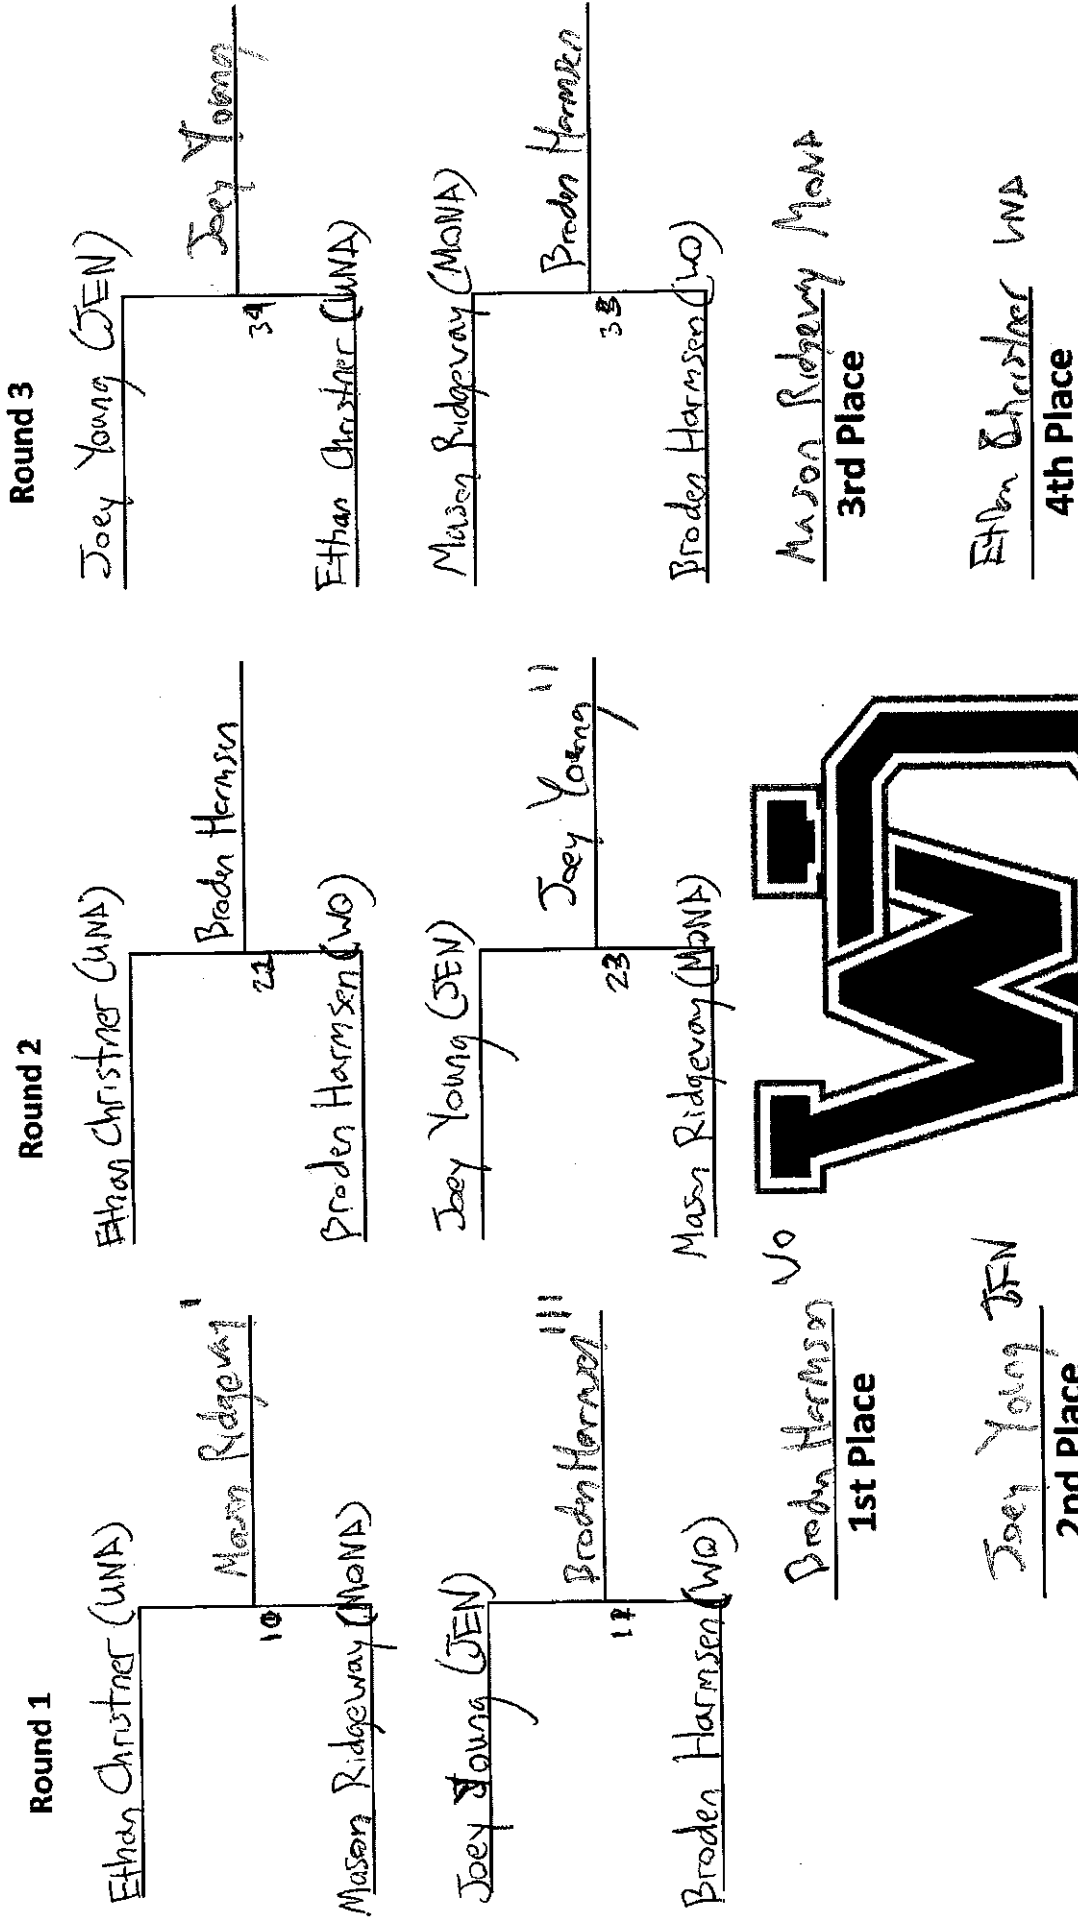 Round 1
Ethan Christner (UNA)
Mason Ridgeway
Mason Ridgeway (MONA)
Joey Young (JEN)
Broden Harmsen
Broden Harmsen (WO)
Broden Harmsen WO
1st Place
Joey Young JEN
2nd Place
Round 2
Ethan Christner (UNA)
Broden Harmsen
Broden Harmsen (WO)
Joey Young (JEN)
Joey Young
23
Mason Ridgeway (MONA)
WO
Round 3
Joey Young (JEN)
Joey Young
Ethan Christner (UNA)
Mason Ridgeway (MONA)
Broden Harmsen
Broden Harmsen (WO)
Mason Ridgeway MONA
3rd Place
Ethan Christner UNA
4th Place